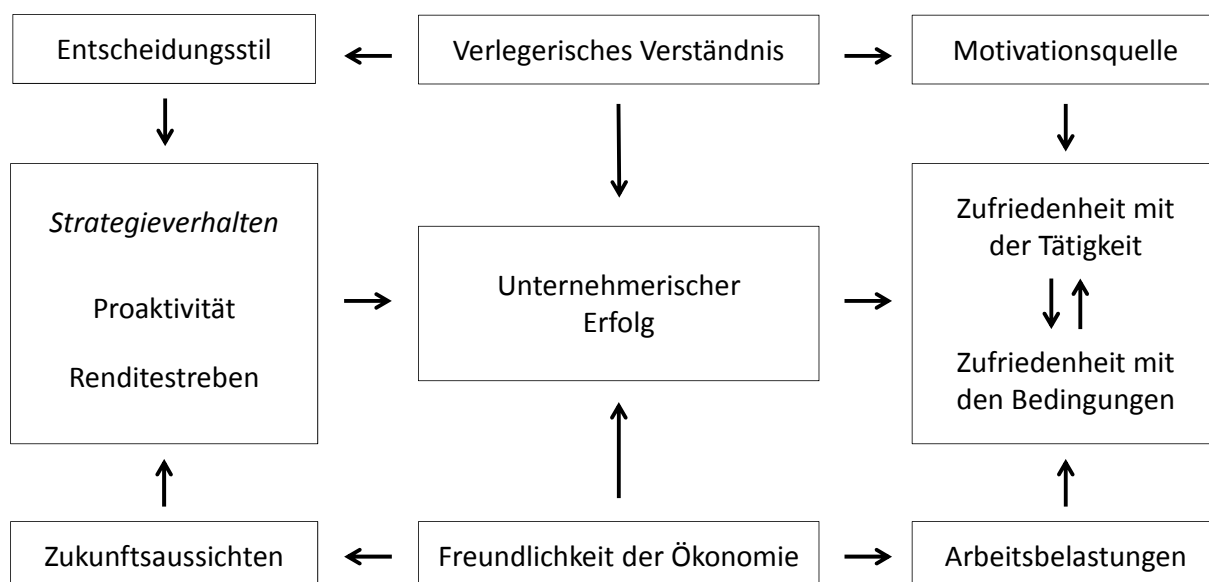 Entscheidungsstil
Verlegerisches Verständnis
Motivationsquelle
Strategieverhalten
Proaktivität
Renditestreben
Unternehmerischer
Erfolg
Zufriedenheit mit
der Tätigkeit
Zufriedenheit mit
den Bedingungen
Zukunftsaussichten
Freundlichkeit der Ökonomie
Arbeitsbelastungen